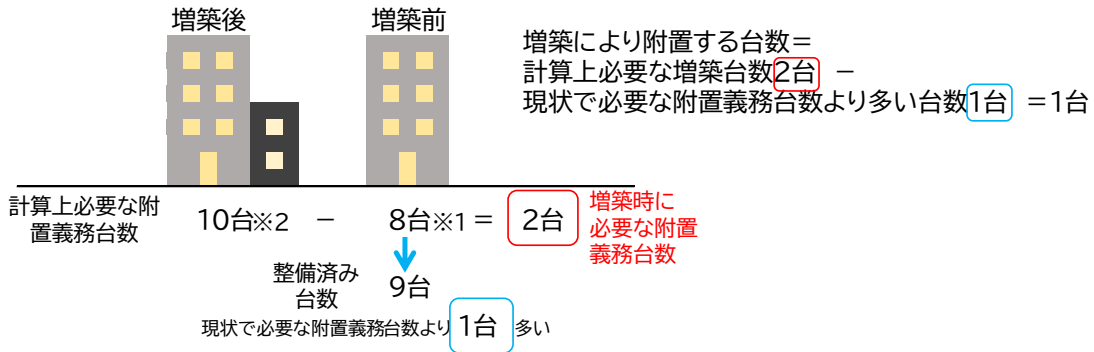 増築後
増築前
増築により附置する台数=
計算上必要な増築台数2台 −
現状で必要な附置義務台数より多い台数1台 =1台
計算上必要な附
置義務台数
10台※2 − 8台※1 = 2台
増築時に
必要な附置
義務台数
整備済み
台数
9台
現状で必要な附置義務台数より 1台 多い